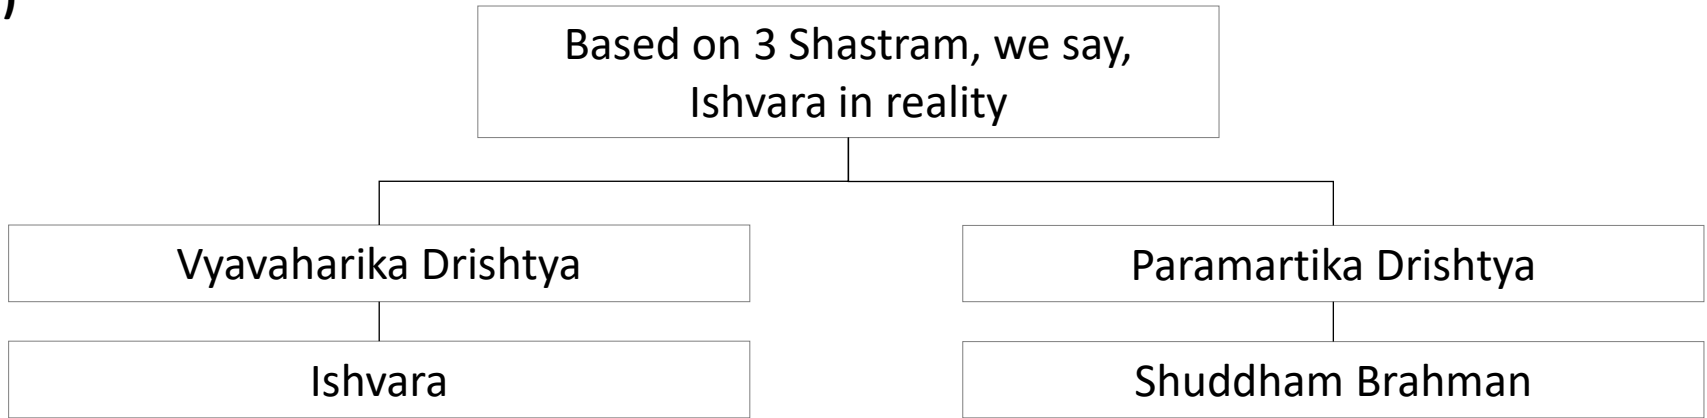 )
Based on 3 Shastram, we say,
Ishvara in reality
Vyavaharika Drishtya
Paramartika Drishtya
Ishvara
Shuddham Brahman